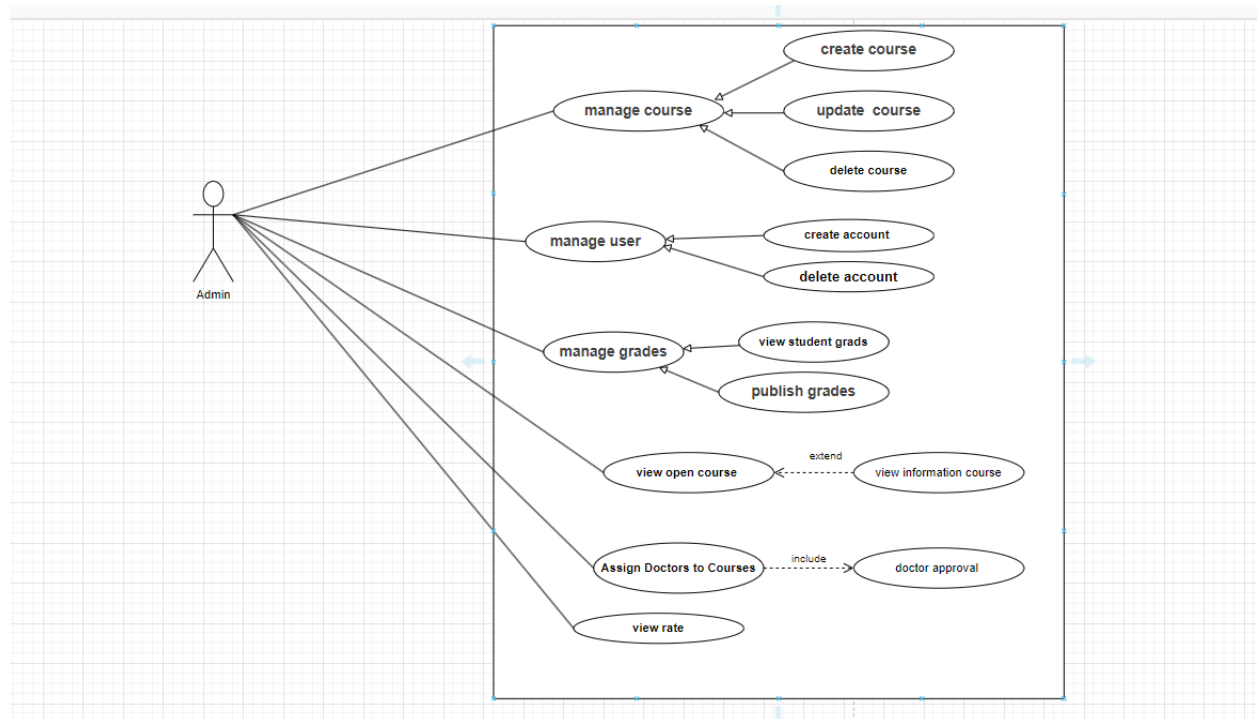 create course
manage course
update course
delete course
Admin
manage user
create account
delete account
manage grades
view student grads
publish grades
view open course
extend
view information course
Assign Doctors to Courses
include
doctor approval
view rate